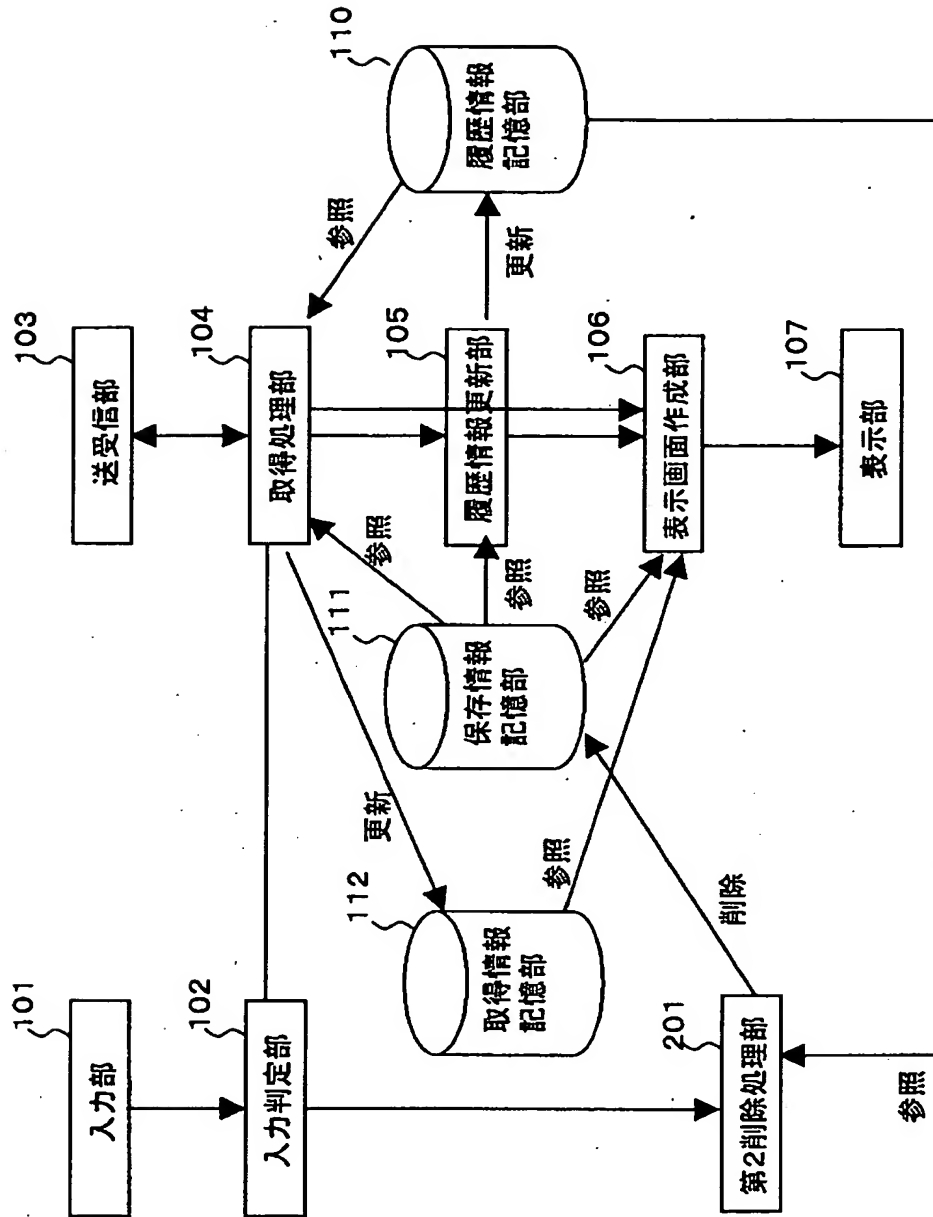 101
入力部
102
入力判定部
103
送受信部
104
取得処理部
参照
110
履歴情報
記憶部
参照
更新
111
保存情報
記憶部
参照
105
履歴情報更新部
更新
112
取得情報
記憶部
参照
参照
106
表示画面作成部
削除
201
第2削除処理部
107
表示部
参照